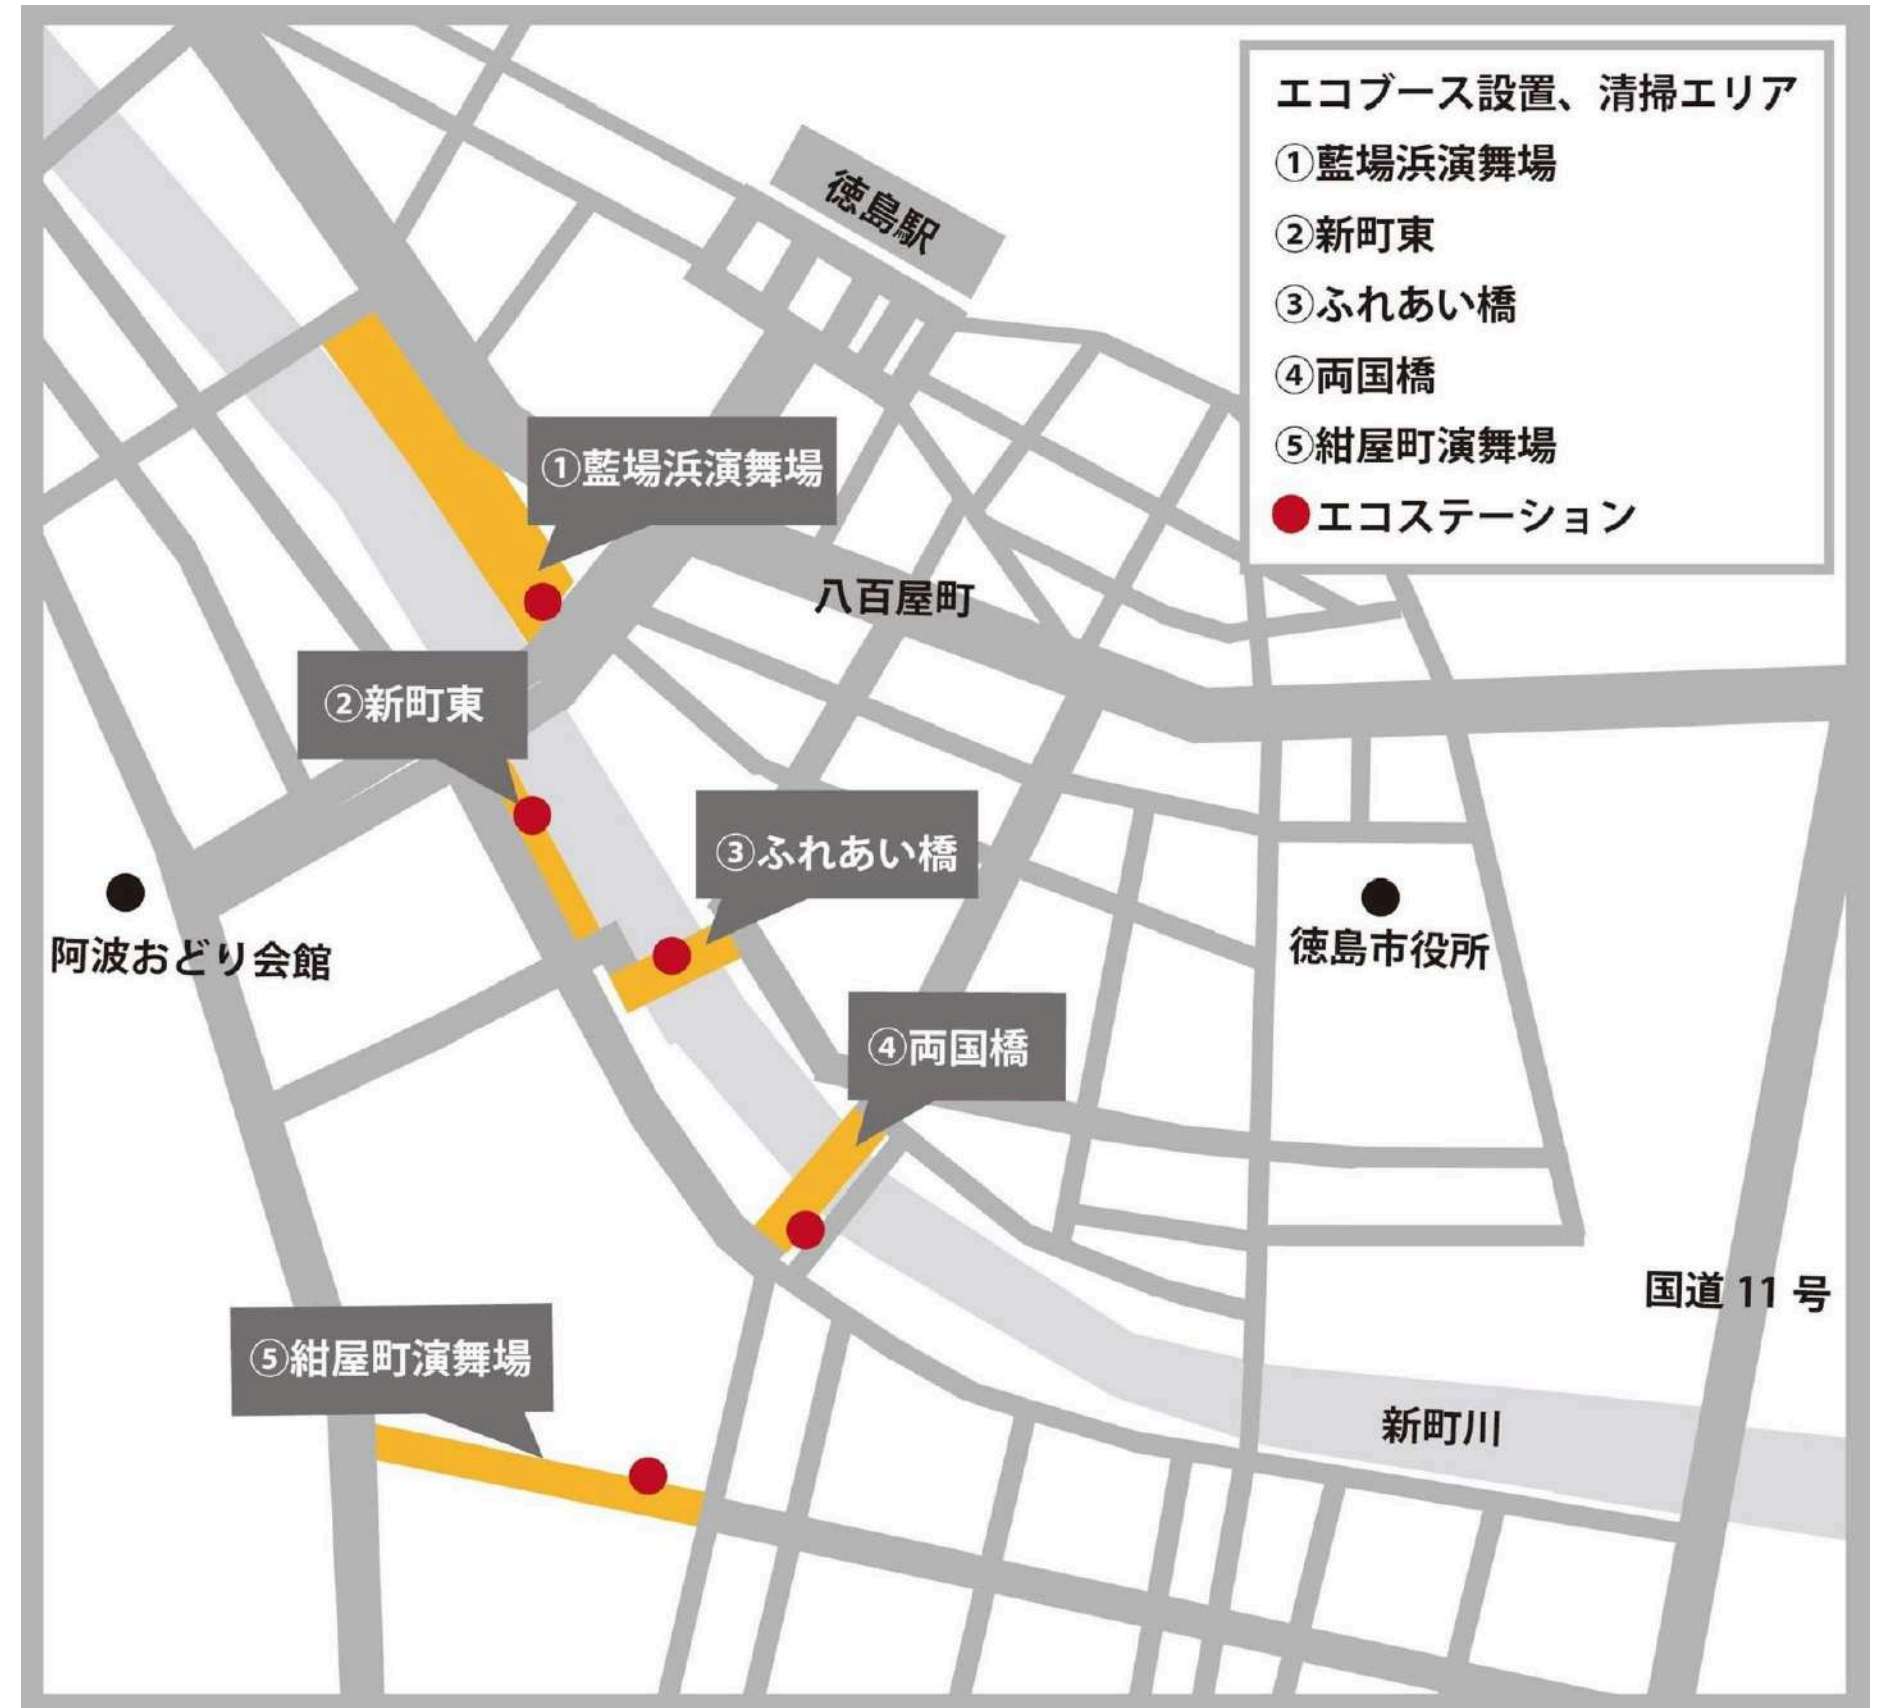 エコブース設置、清掃エリア
①藍場浜演舞場
②新町東
③ふれあい橋
④両国橋
⑤紺屋町演舞場
エコステーション
徳島駅
①藍場浜演舞場
八百屋町
②新町東
③ふれあい橋
阿波おどり会館
徳島市役所
④両国橋
国道 11 号
⑤紺屋町演舞場
新町川